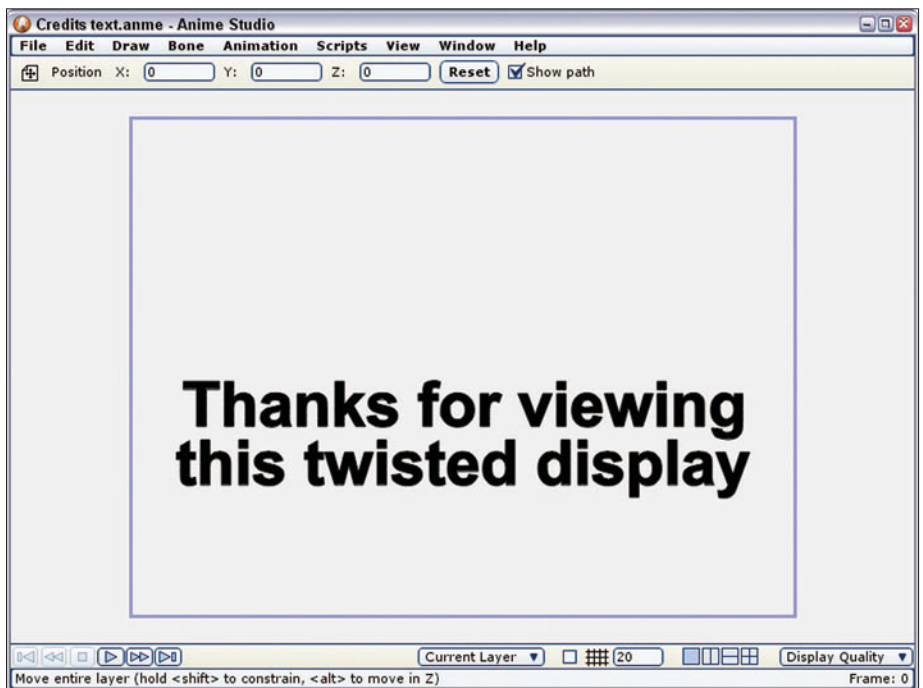 Credits text.anme - Anime Studio
File Edit Draw Bone Animation Scripts View Window Help
Position X: 0 Y: 0 Z: 0 Reset Show path
Thanks for viewing
this twisted display
Current Layer 20 Display Quality
Move entire layer (hold <shift> to constrain, <alt> to move in Z) Frame: 0